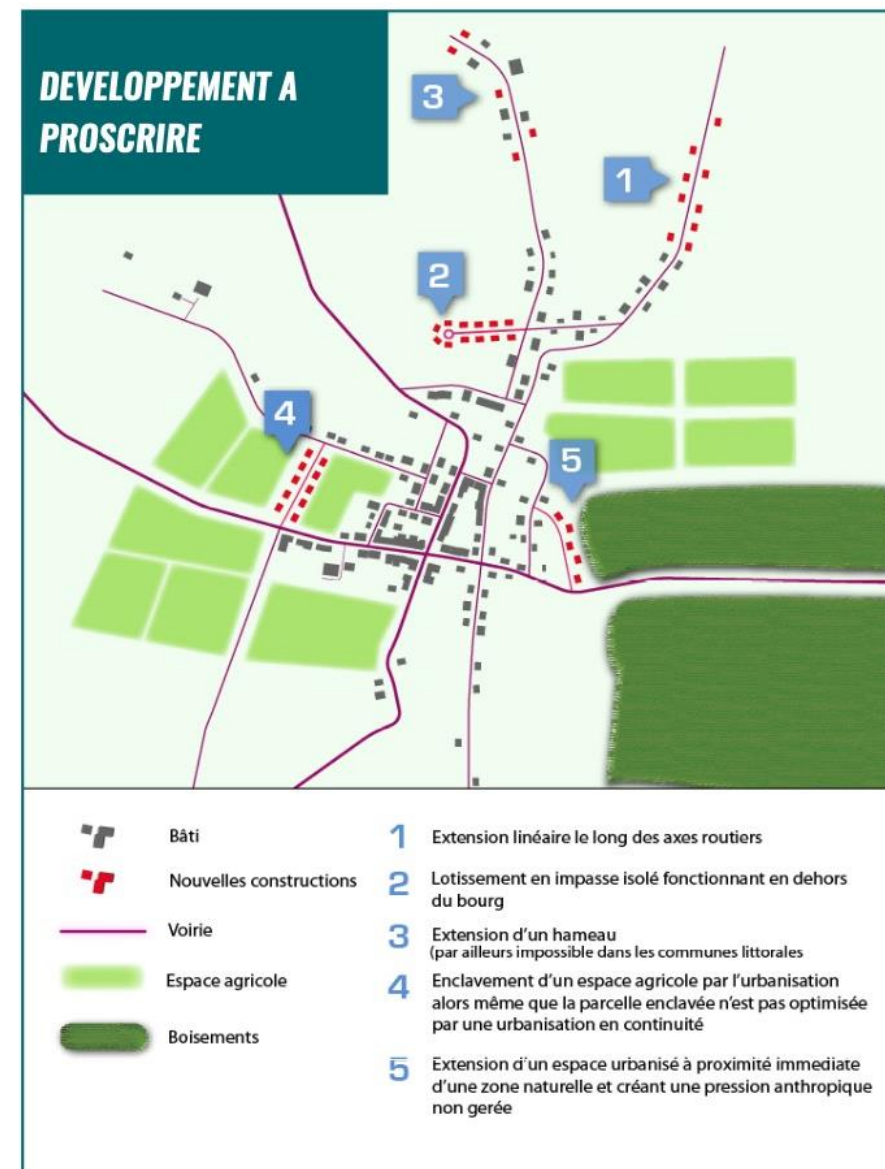 DEVELOPPEMENT A
PROSCRIRE
3
1
2
4
5
Bâti
Nouvelles constructions
Voirie
Espace agricole
Boisements
1 Extension linéaire le long des axes routiers
2 Lotissement en impasse isolé fonctionnant en dehors
du bourg
3 Extension d'un hameau
(par ailleurs impossible dans les communes littorales
4 Enclavement d'un espace agricole par l'urbanisation
alors même que la parcelle enclavée n'est pas optimisée
par une urbanisation en continuité
5 Extension d'un espace urbanisé à proximité immediate
d'une zone naturelle et créant une pression anthropique
non gerée